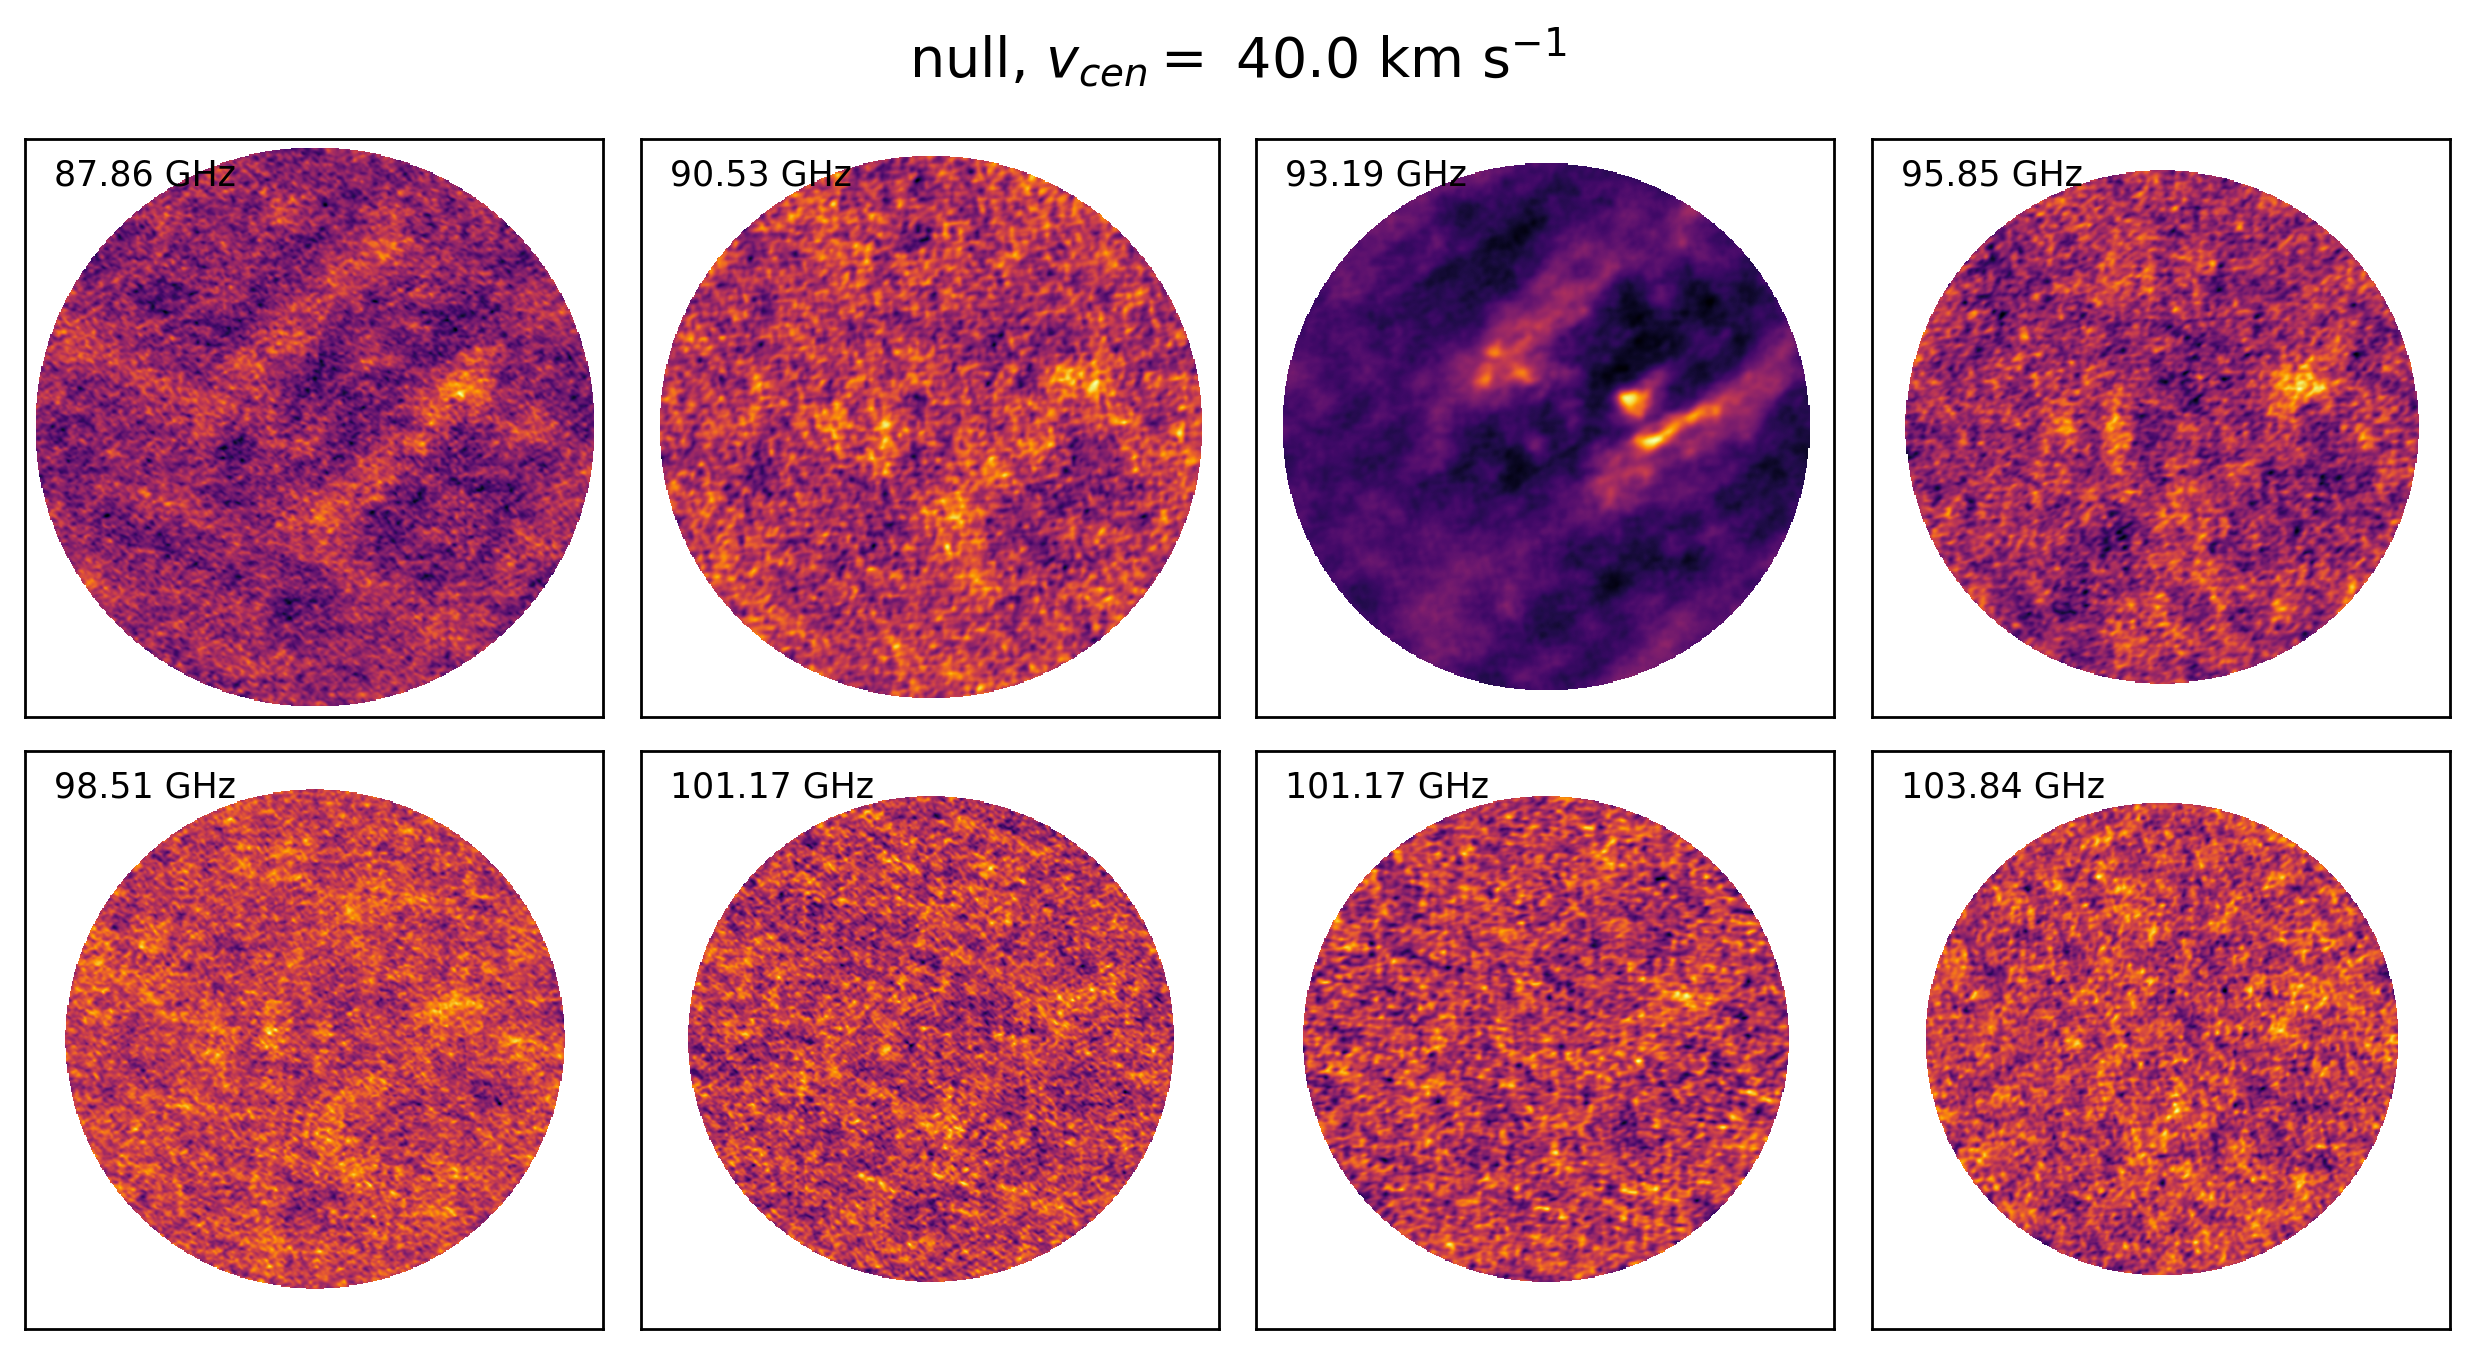 null, v_cen = 40.0 km s⁻¹
87.86 GHz
90.53 GHz
93.19 GHz
95.85 GHz
98.51 GHz
101.17 GHz
101.17 GHz
103.84 GHz